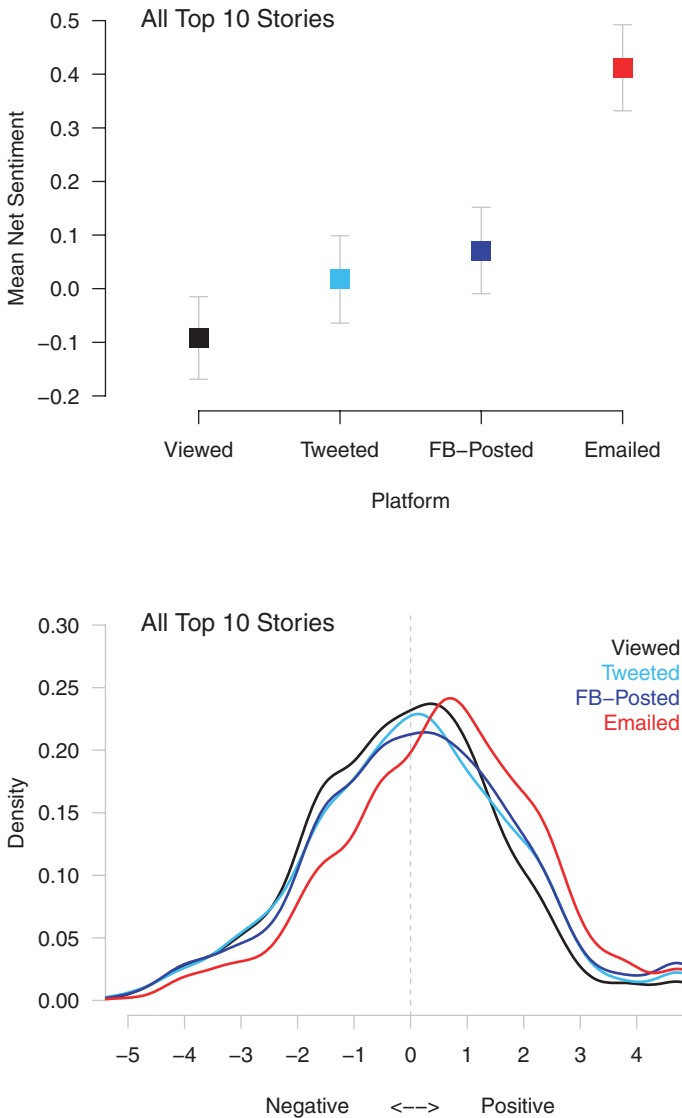 All Top 10 Stories
0.5
0.4
0.3
0.2
0.1
0.0
−0.1
−0.2
Mean Net Sentiment
Viewed Tweeted FB−Posted Emailed
Platform
All Top 10 Stories
Viewed
Tweeted
FB−Posted
Emailed
0.30
0.25
0.20
0.15
0.10
0.05
0.00
Density
−5 −4 −3 −2 −1 0 1 2 3 4
Negative <−−> Positive